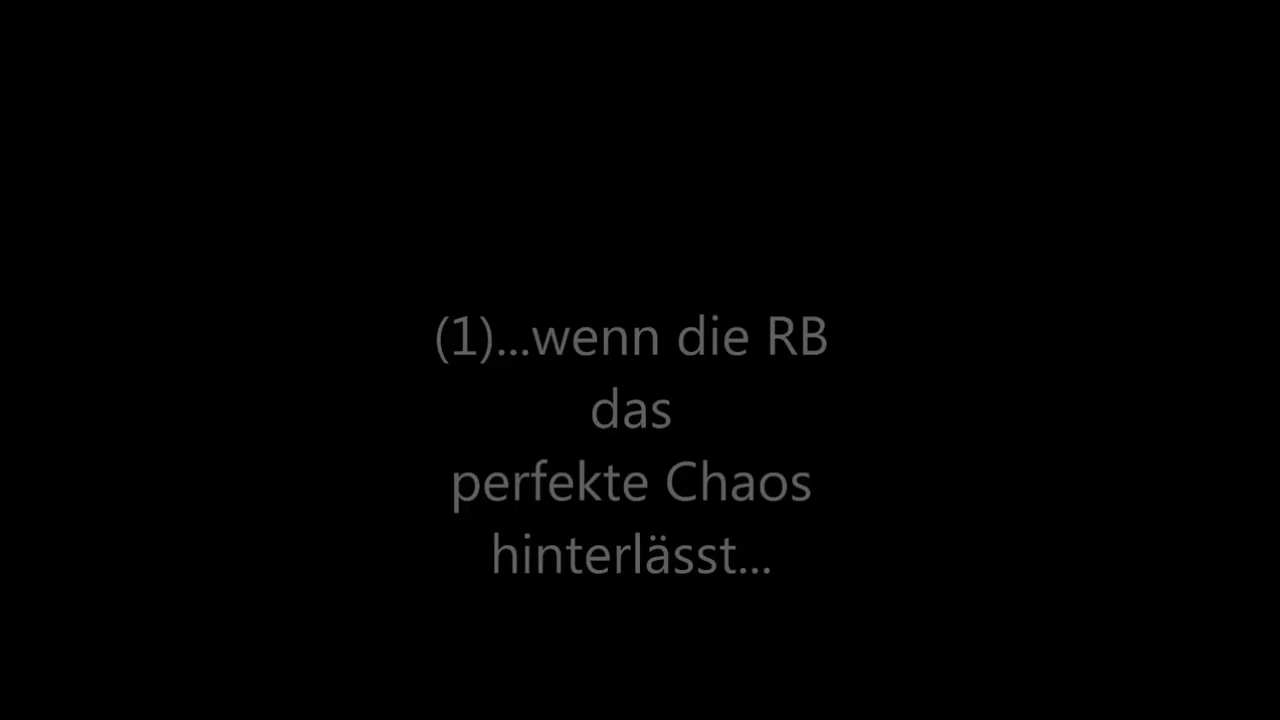 (1)...wenn die RB
das
perfekte Chaos
hinterlässt...